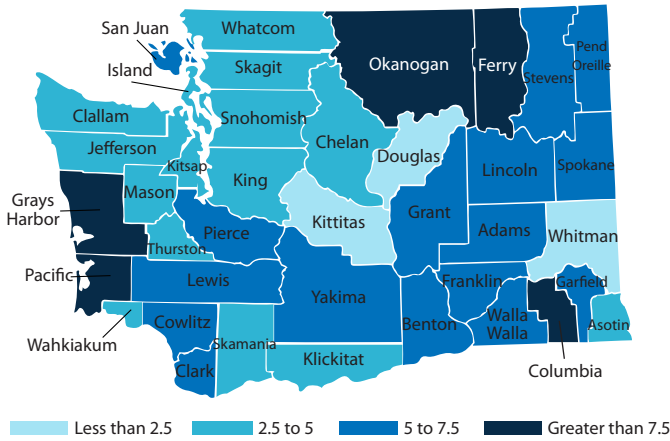 San Juan
Whatcom
Island
Skagit
Okanogan
Ferry
Stevens
Pend
Oreille
Clallam
Snohomish
Chelan
Jefferson
Douglas
Kitsap
Lincoln
Spokane
Mason
King
Grays
Harbor
Kittitas
Grant
Pierce
Adams
Whitman
Thurston
Pacific
Lewis
Franklin
Garfield
Yakima
Walla
Walla
Cowlitz
Benton
Asotin
Wahkiakum
Skamania
Klickitat
Clark
Columbia
Less than 2.5
2.5 to 5
5 to 7.5
Greater than 7.5